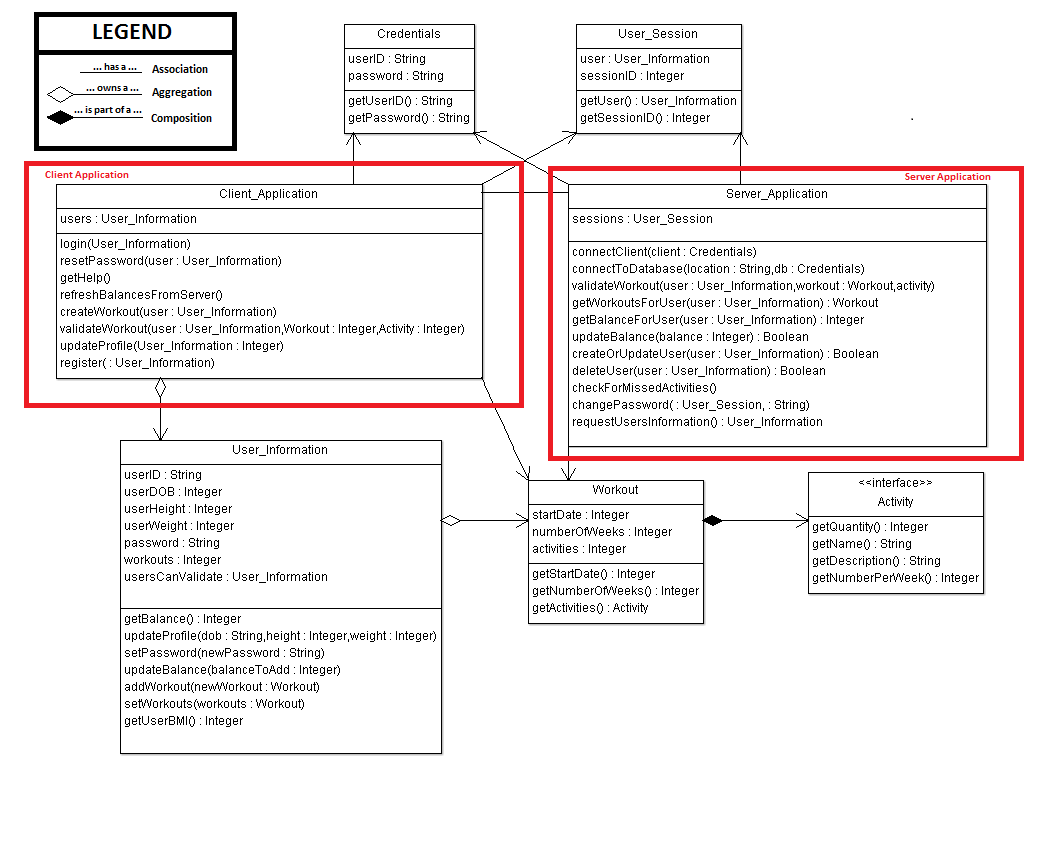 LEGEND
... has a ...
Association
... owns a ...
Aggregation
... is part of a ...
Composition
Credentials
userID : String
password : String
getUserID() : String
getPassword() : String
User_Session
user : User_Information
sessionID : Integer
getUser() : User_Information
getSessionID() : Integer
Client Application
Client_Application
users : User_Information
login(User_Information)
resetPassword(user : User_Information)
getHelp()
refreshBalancesFromServer()
createWorkout(user : User_Information)
validateWorkout(user : User_Information,Workout : Integer,Activity : Integer)
updateProfile(User_Information : Integer)
register( : User_Information)
Server Application
Server_Application
sessions : User_Session
connectClient(client : Credentials)
connectToDatabase(location : String,db : Credentials)
validateWorkout(user : User_Information,workout : Workout,activity)
getWorkoutsForUser(user : User_Information) : Workout
getBalanceForUser(user : User_Information) : Integer
updateBalance(balance : Integer) : Boolean
createOrUpdateUser(user : User_Information) : Boolean
deleteUser(user : User_Information) : Boolean
checkForMissedActivities()
changePassword( : User_Session, : String)
requestUsersInformation() : User_Information
User_Information
userID : String
userDOB : Integer
userHeight : Integer
userWeight : Integer
password : String
workouts : Integer
usersCanValidate : User_Information
getBalance() : Integer
updateProfile(dob : String,height : Integer,weight : Integer)
setPassword(newPassword : String)
updateBalance(balanceToAdd : Integer)
addWorkout(newWorkout : Workout)
setWorkouts(workouts : Workout)
getUserBMI() : Integer
Workout
startDate : Integer
numberOfWeeks : Integer
activities : Integer
getStartDate() : Integer
getNumberOfWeeks() : Integer
getActivities() : Activity
<<interface>>
Activity
getQuantity() : Integer
getName() : String
getDescription() : String
getNumberPerWeek() : Integer